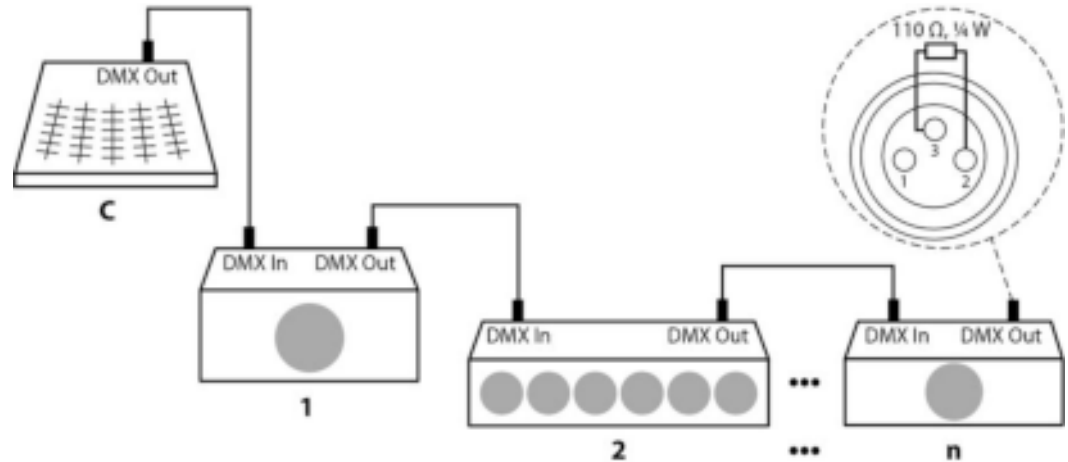 110 Ω, ¼ W
DMX Out
3
1
2
C
DMX In
DMX Out
1
DMX In
DMX Out
•••
DMX In
DMX Out
2
•••
n